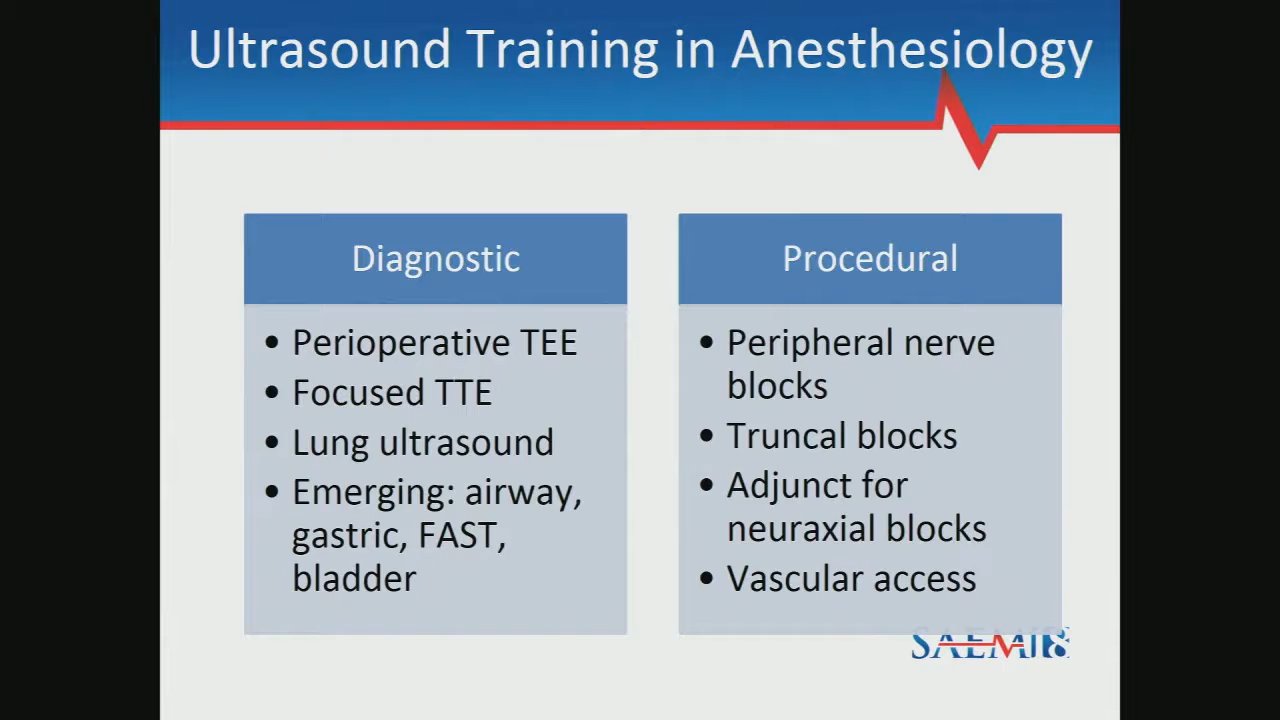 Ultrasound Training in Anesthesiology
Diagnostic
• Perioperative TEE
• Focused TTE
• Lung ultrasound
• Emerging: airway,
gastric, FAST,
bladder
Procedural
• Peripheral nerve
blocks
• Truncal blocks
• Adjunct for
neuraxial blocks
• Vascular access
SAEM18